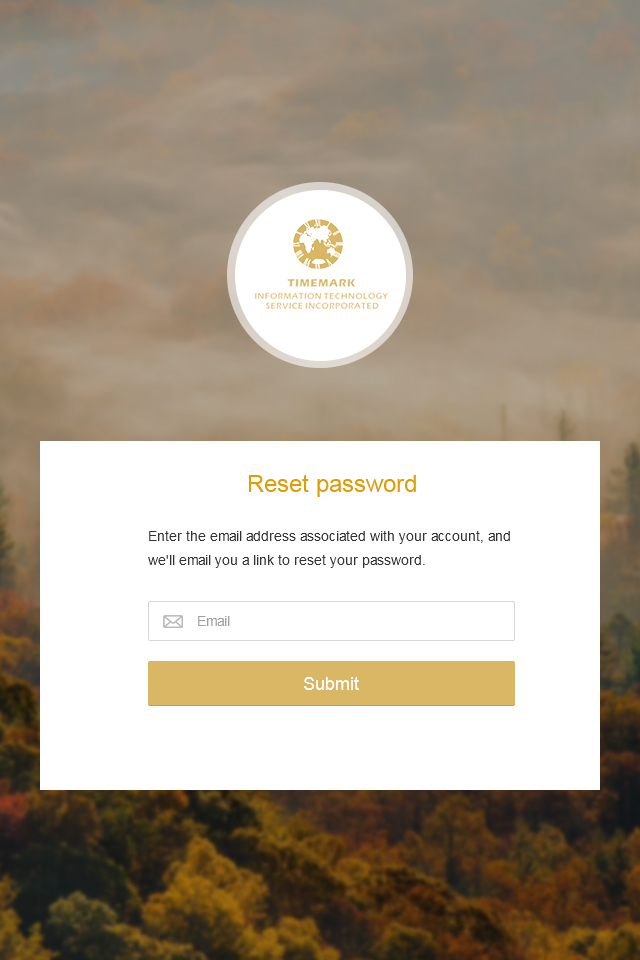 TIMEMARK
INFORMATION TECHNOLOGY
SERVICE INCORPORATED
Reset password
Enter the email address associated with your account, and
we'll email you a link to reset your password.
Email
Submit